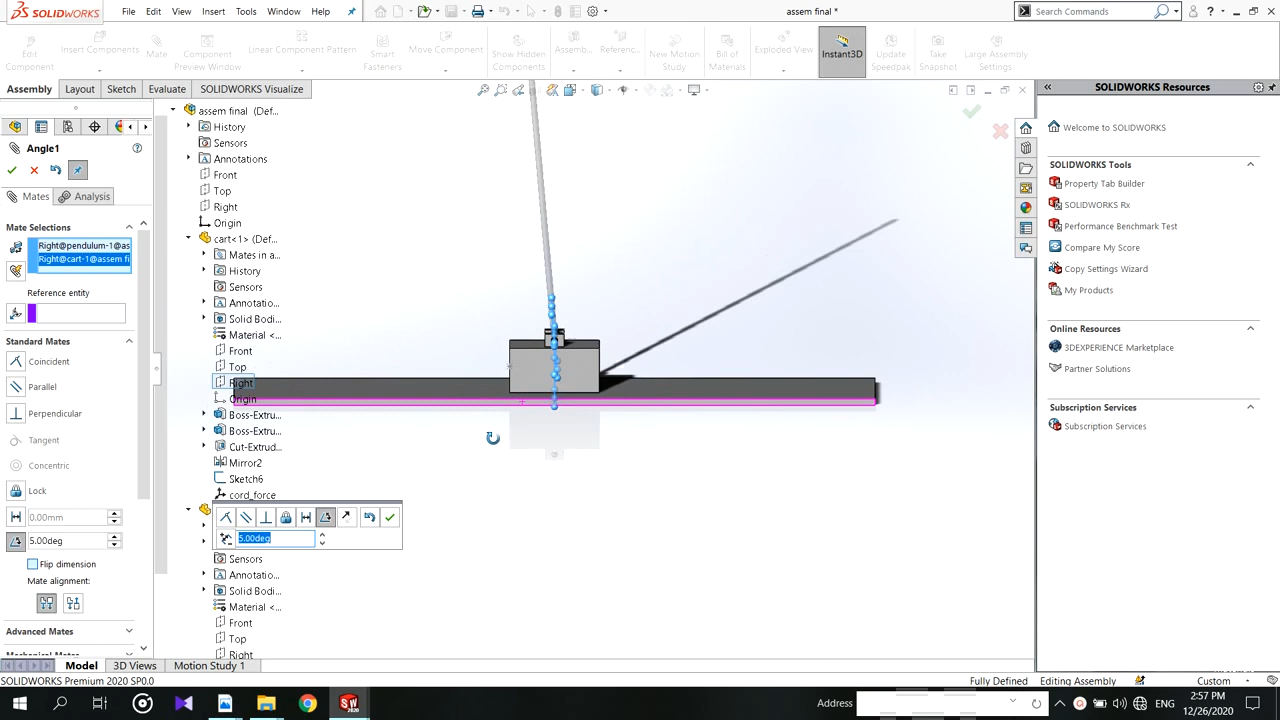 SOLIDWORKS File Edit View Insert Tools Window Help assem final * Search Commands
Edit Component Insert Components Mate Component Preview Window Linear Component Pattern Smart Fasteners Move Component Show Hidden Components Assemb... Referenc... New Motion Study Bill of Materials Exploded View Instant3D Update Speedpak Take Snapshot Large Assembly Settings
Assembly Layout Sketch Evaluate SOLIDWORKS Visualize
SOLIDWORKS Resources
assem final (Def...
Welcome to SOLIDWORKS
History
Sensors
Angle1
Annotations
SOLIDWORKS Tools
Front
Property Tab Builder
Top
Mates Analysis
SOLIDWORKS Rx
Right
Mate Selections
Origin
Performance Benchmark Test
Right@pendulum-1@as
cart<1> (Def...
Compare My Score
Right@cart-1@assem fi
Mates in a...
History
Copy Settings Wizard
Reference entity
Sensors
My Products
Annotatio...
Solid Bodi...
Standard Mates
Material <...
Online Resources
Coincident
Front
3DEXPERIENCE Marketplace
Top
Partner Solutions
Parallel
Right
Origin
Perpendicular
Boss-Extru...
Subscription Services
Boss-Extru...
Subscription Services
Tangent
Cut-Extrud...
Concentric
Mirror2
Sketch6
Lock
cord_force
0.00mm
5.00deg
5.00deg
Flip dimension
Sensors
Mate alignment:
Annotatio...
Solid Bodi...
Material <...
Front
Advanced Mates
Top
Mechanical Mates
Right
Model 3D Views Motion Study 1
SOLIDWORKS Premium 2020 SP0.0 Fully Defined Editing Assembly Custom
SW 2020 Address ENG 2:57 PM
12/26/2020